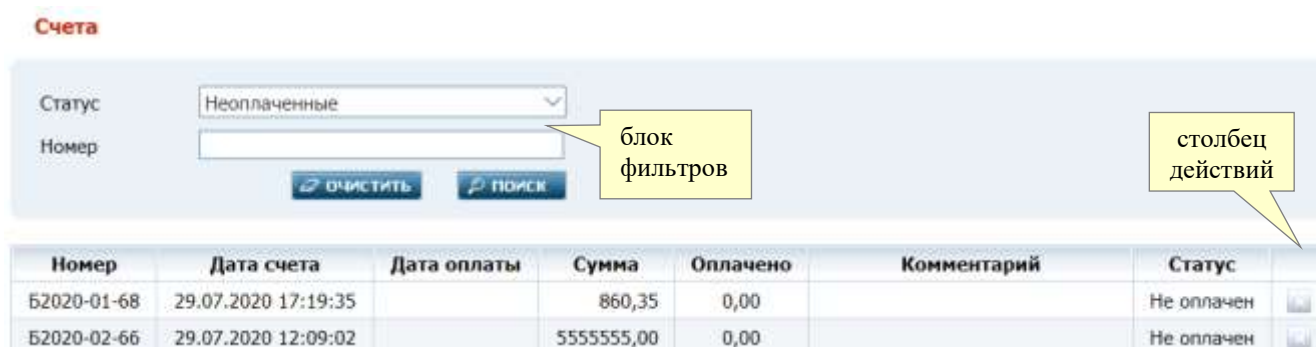 Счета
Статус Неоплаченные
Номер
ОЧИСТИТЬ ПОИСК
блок
фильтров
столбец
действий
Номер Дата счета Дата оплаты Сумма Оплачено Комментарий Статус
Б2020-01-68 29.07.2020 17:19:35 860,35 0,00 Не оплачен
Б2020-02-66 29.07.2020 12:09:02 5555555,00 0,00 Не оплачен